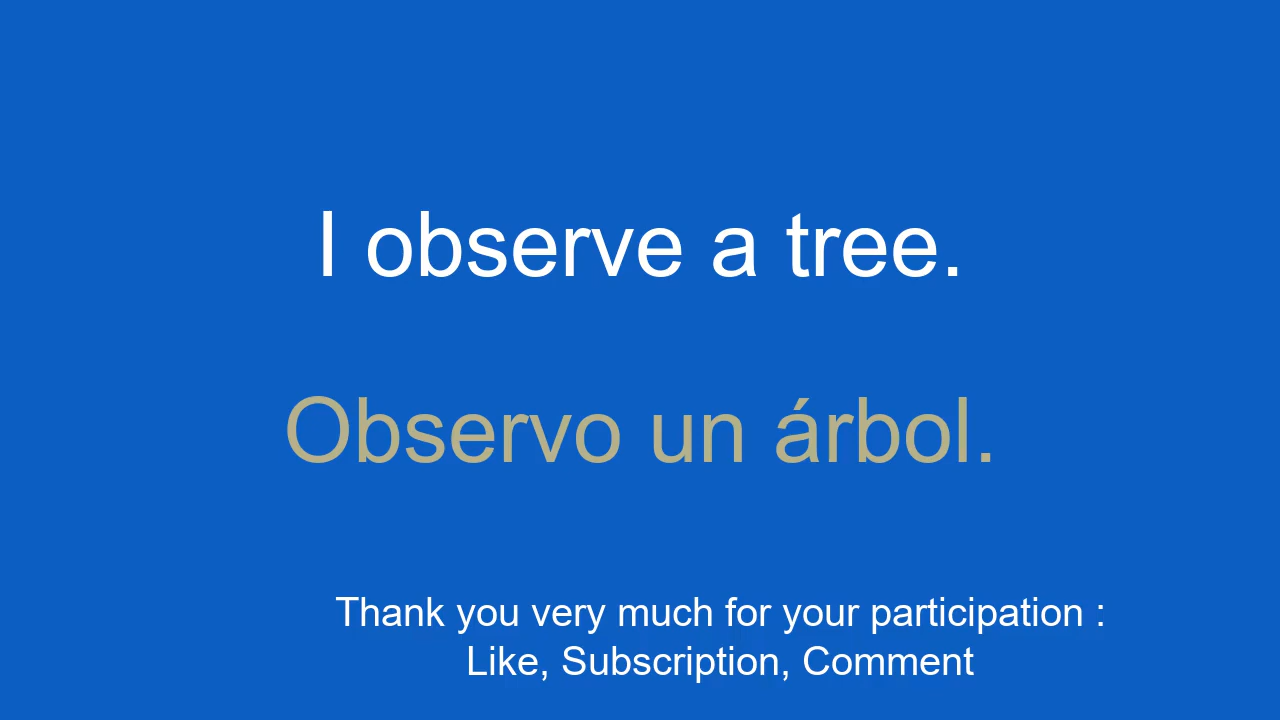 I observe a tree.
Observo un árbol.
Thank you very much for your participation :
Like, Subscription, Comment